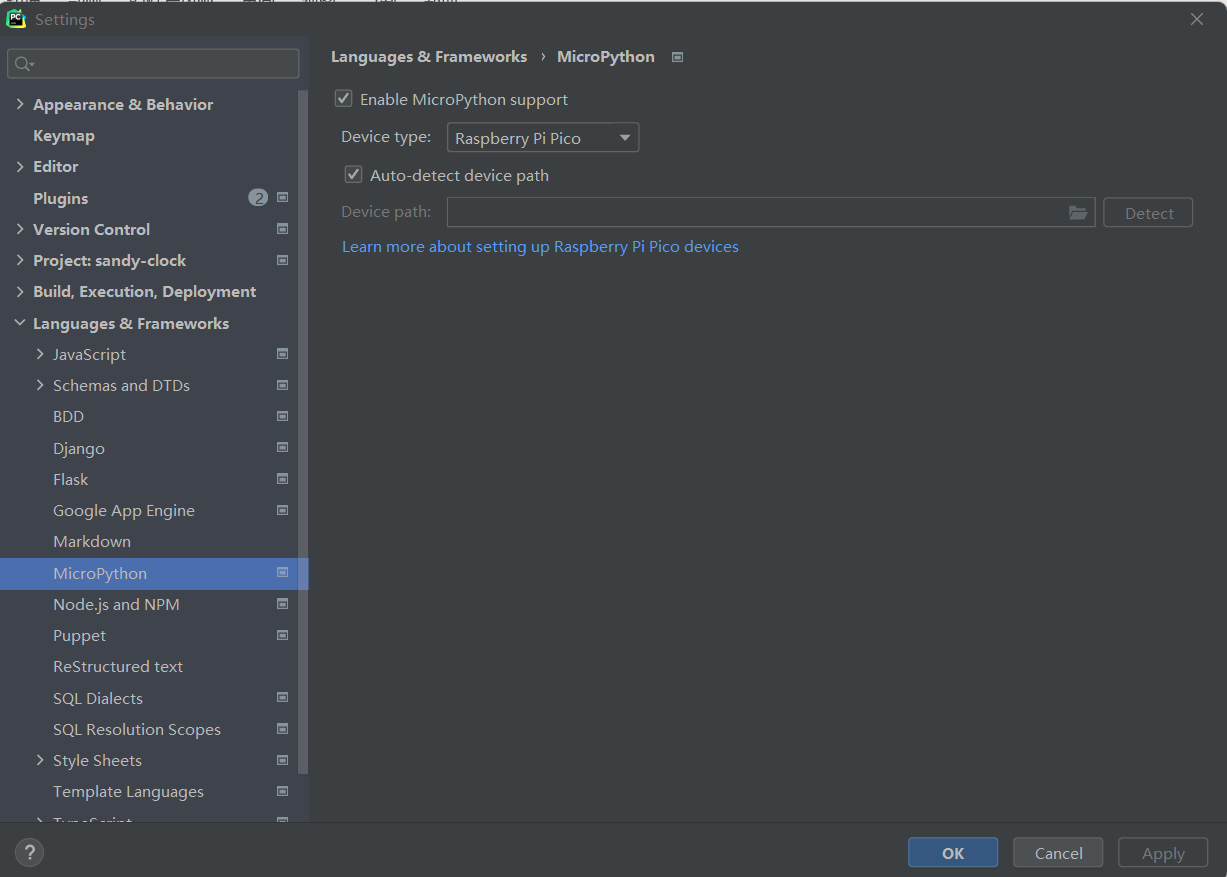 Settings
Appearance & Behavior
Keymap
Editor
Plugins 2
Version Control
Project: sandy-clock
Build, Execution, Deployment
Languages & Frameworks
JavaScript
Schemas and DTDs
BDD
Django
Flask
Google App Engine
Markdown
MicroPython
Node.js and NPM
Puppet
ReStructured text
SQL Dialects
SQL Resolution Scopes
Style Sheets
Template Languages
TypeScript
Languages & Frameworks › MicroPython
Enable MicroPython support
Device type: Raspberry Pi Pico
Auto-detect device path
Device path: Detect
Learn more about setting up Raspberry Pi Pico devices
? OK Cancel Apply